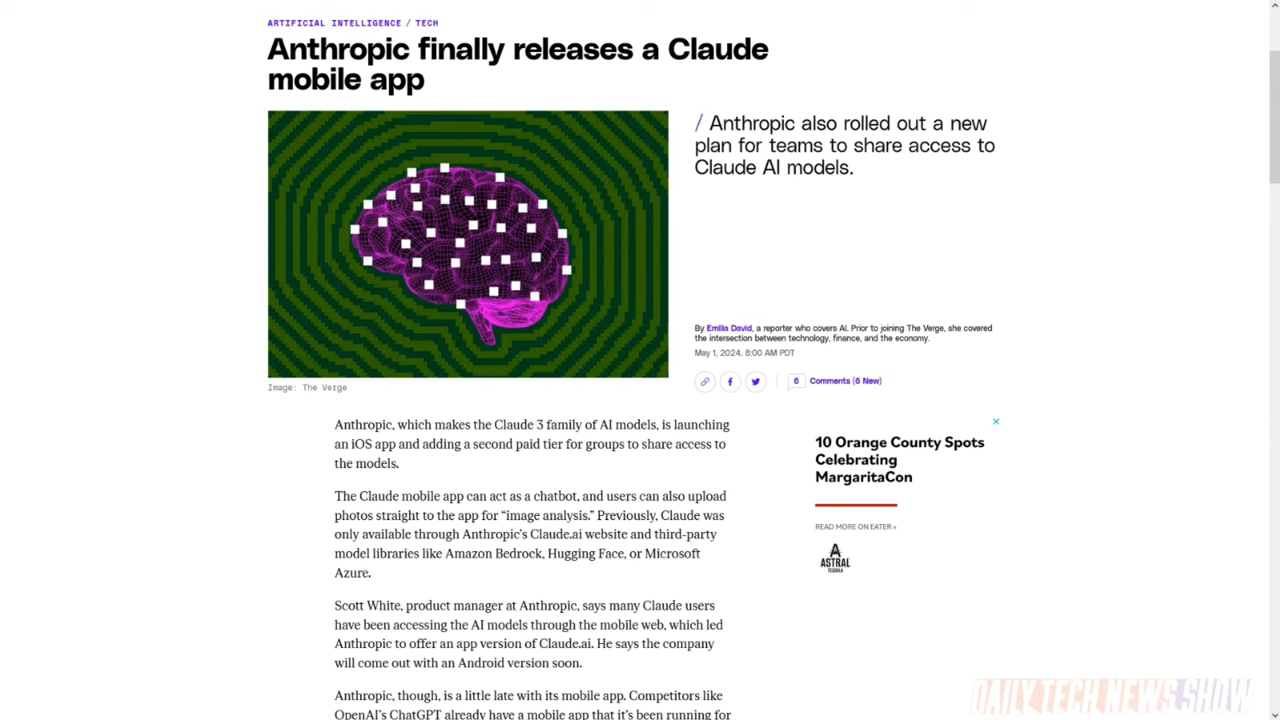 ARTIFICIAL INTELLIGENCE / TECH
Anthropic finally releases a Claude
mobile app
/ Anthropic also rolled out a new
plan for teams to share access to
Claude AI models.
By Emilia David, a reporter who covers AI. Prior to joining The Verge, she covered
the intersection between technology, finance, and the economy.
May 1, 2024, 8:00 AM PDT
6 Comments (6 New)
Image: The Verge
Anthropic, which makes the Claude 3 family of AI models, is launching
an iOS app and adding a second paid tier for groups to share access to
the models.
The Claude mobile app can act as a chatbot, and users can also upload
photos straight to the app for “image analysis.” Previously, Claude was
only available through Anthropic’s Claude.ai website and third-party
model libraries like Amazon Bedrock, Hugging Face, or Microsoft
Azure.
Scott White, product manager at Anthropic, says many Claude users
have been accessing the AI models through the mobile web, which led
Anthropic to offer an app version of Claude.ai. He says the company
will come out with an Android version soon.
Anthropic, though, is a little late with its mobile app. Competitors like
OpenAI’s ChatGPT already have a mobile app that it’s been running for
10 Orange County Spots
Celebrating
MargaritaCon
READ MORE ON EATER »
ASTRAL
TEQUILA
DAILY TECH NEWS SHOW